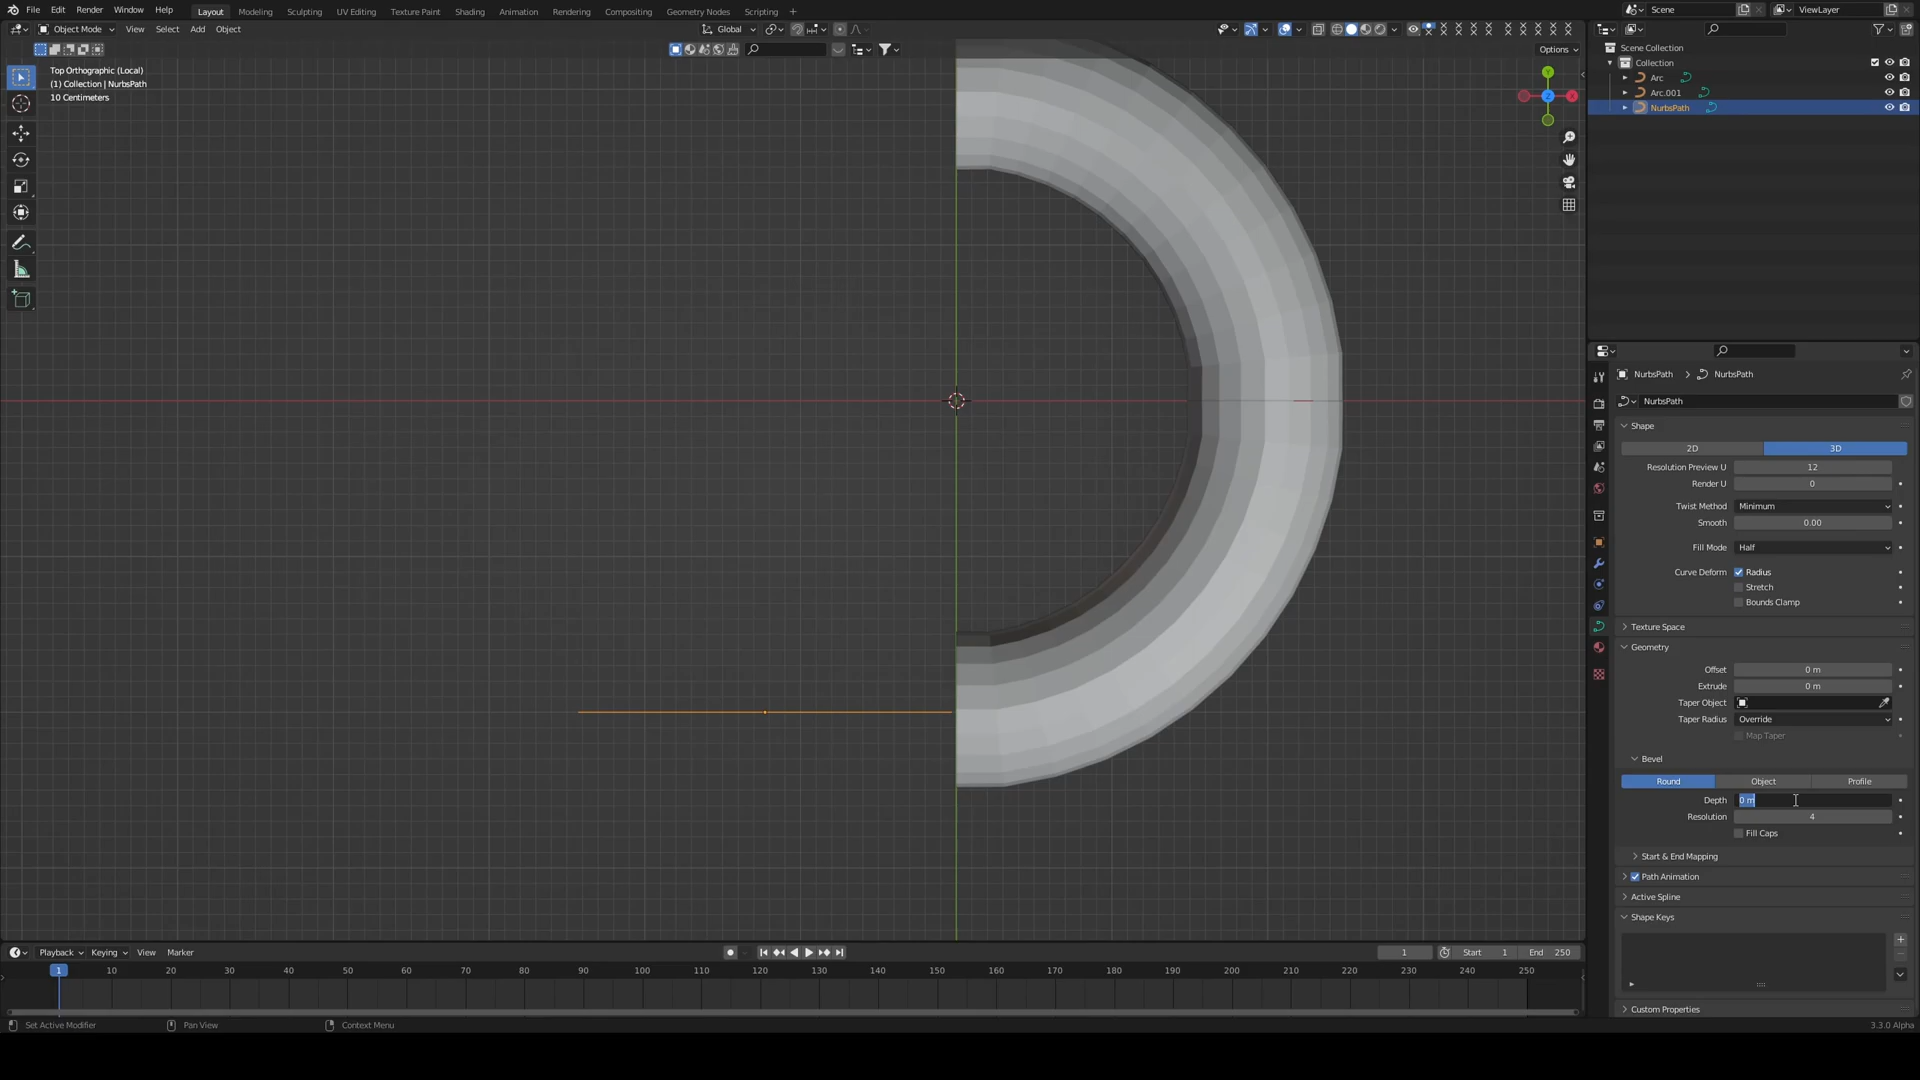 File Edit Render Window Help Layout Modeling Sculpting UV Editing Texture Paint Shading Animation Rendering Compositing Geometry Nodes Scripting + Scene ViewLayer
Object Mode View Select Add Object Global
Options
Top Orthographic (Local)
(1) Collection | NurbsPath
10 Centimeters
Y
Z
X
Scene Collection
Collection
Arc
Arc.001
NurbsPath
NurbsPath > NurbsPath
NurbsPath
Shape
2D 3D
Resolution Preview U 12
Render U 0
Twist Method Minimum
Smooth 0.00
Fill Mode Half
Curve Deform Radius
Stretch
Bounds Clamp
Texture Space
Geometry
Offset 0 m
Extrude 0 m
Taper Object
Taper Radius Override
Map Taper
Bevel
Round Object Profile
Depth 0 m
Resolution 4
Fill Caps
Start & End Mapping
Path Animation
Active Spline
Shape Keys
Custom Properties
Playback Keying View Marker 1 Start 1 End 250
1 10 20 30 40 50 60 70 80 90 100 110 120 130 140 150 160 170 180 190 200 210 220 230 240 250
Set Active Modifier Pan View Context Menu 3.3.0 Alpha